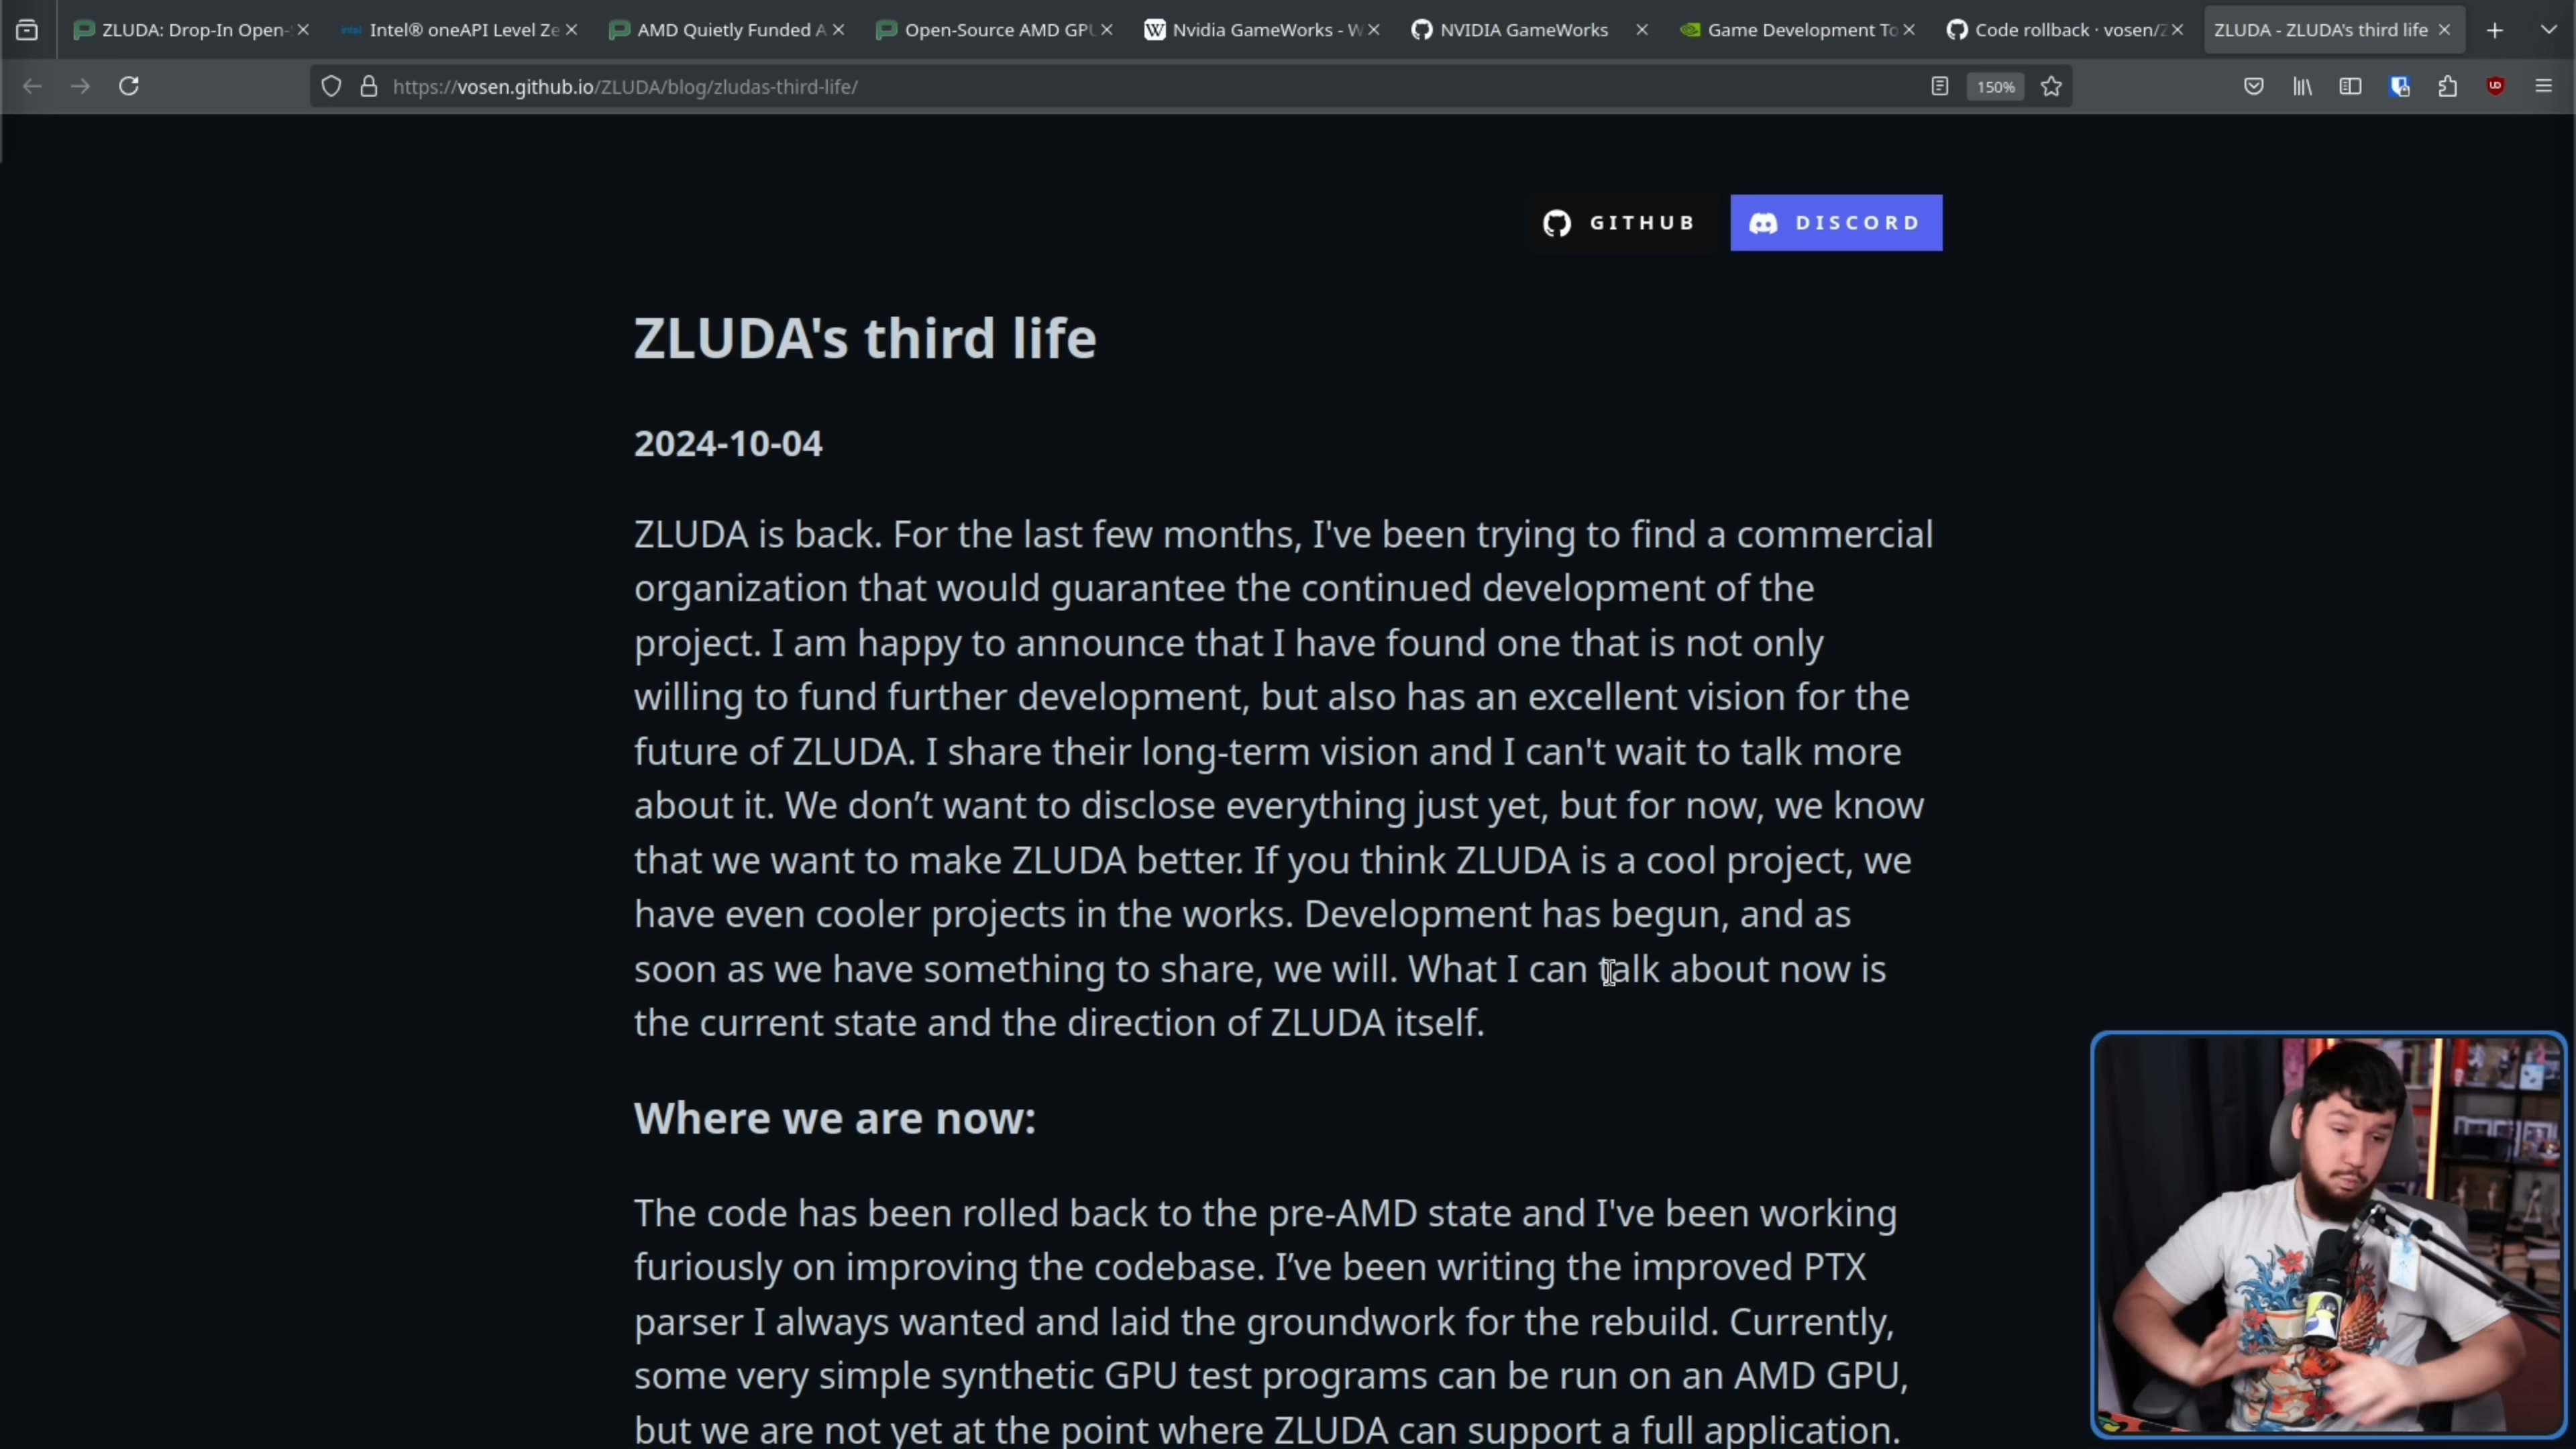 ZLUDA: Drop-In Open-
Intel® oneAPI Level Ze
AMD Quietly Funded A
Open-Source AMD GPU
Nvidia GameWorks - W
NVIDIA GameWorks
Game Development To
Code rollback · vosen/Z
ZLUDA - ZLUDA's third life
https://vosen.github.io/ZLUDA/blog/zludas-third-life/
150%
GITHUB
DISCORD
ZLUDA's third life
2024-10-04
ZLUDA is back. For the last few months, I've been trying to find a commercial
organization that would guarantee the continued development of the
project. I am happy to announce that I have found one that is not only
willing to fund further development, but also has an excellent vision for the
future of ZLUDA. I share their long-term vision and I can't wait to talk more
about it. We don’t want to disclose everything just yet, but for now, we know
that we want to make ZLUDA better. If you think ZLUDA is a cool project, we
have even cooler projects in the works. Development has begun, and as
soon as we have something to share, we will. What I can talk about now is
the current state and the direction of ZLUDA itself.
Where we are now:
The code has been rolled back to the pre-AMD state and I've been working
furiously on improving the codebase. I’ve been writing the improved PTX
parser I always wanted and laid the groundwork for the rebuild. Currently,
some very simple synthetic GPU test programs can be run on an AMD GPU,
but we are not yet at the point where ZLUDA can support a full application.